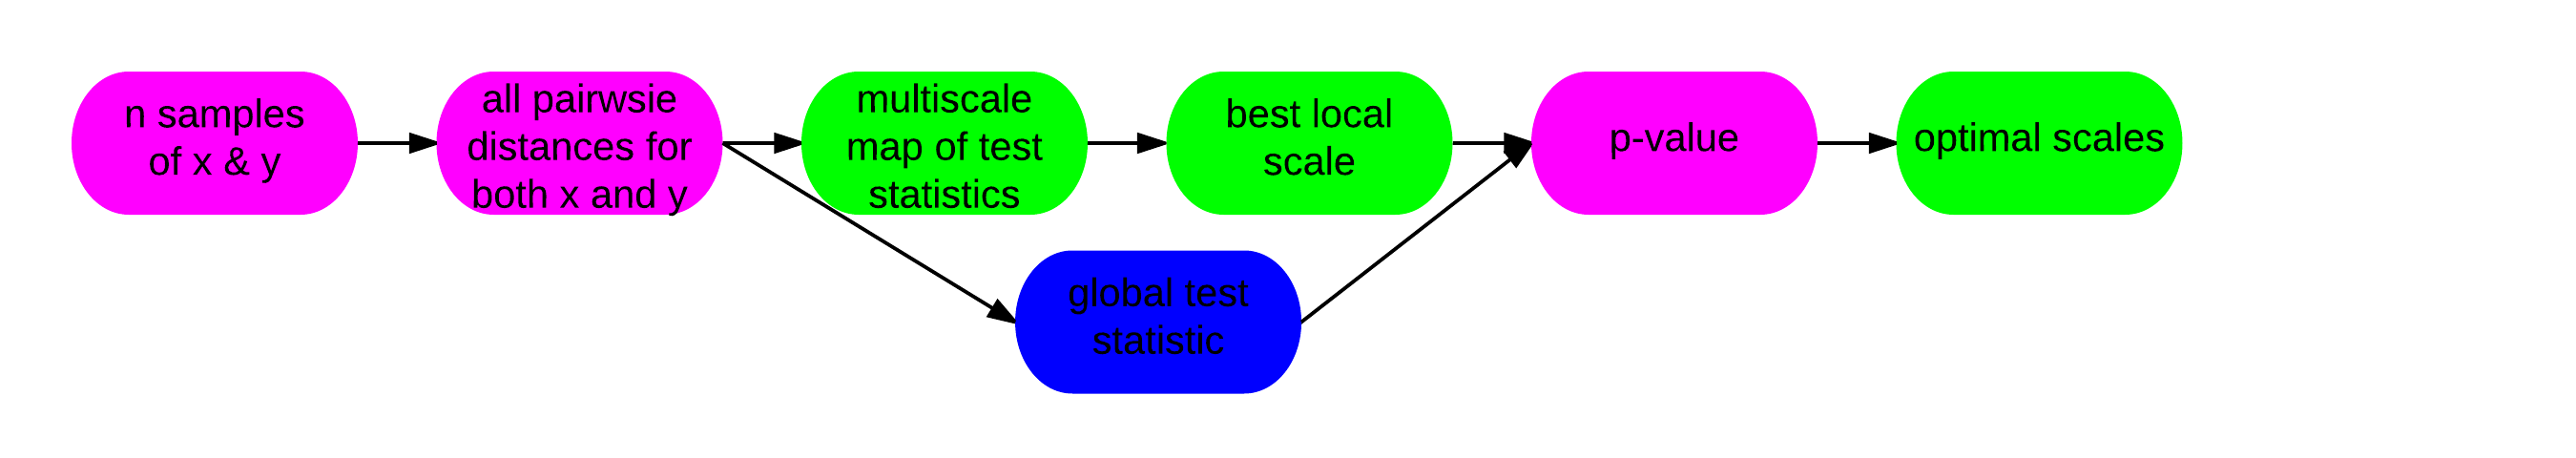 n samples
of x & y
all pairwsie
distances for
both x and y
multiscale
map of test
statistics
best local
scale
p-value
optimal scales
global test
statistic